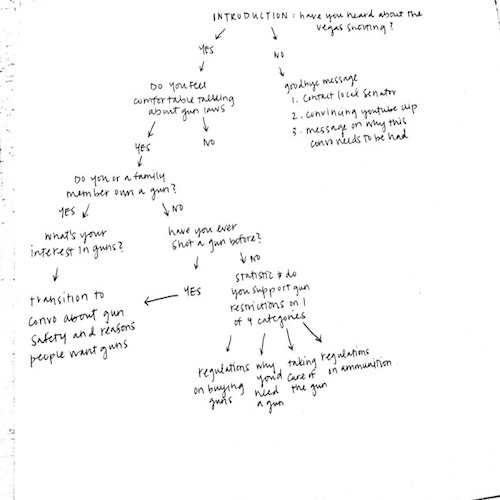 INTRODUCTION: have you heard about the
vegas shooting?
YES
NO
DO YOU FEEL
comfortable talking
about gun laws
goodbye message
1. Contact local senator
2. convincing youtube clip
3. message on why this
convo needs to be had
YES
NO
DO YOU or a family
member own a gun?
YES
NO
what's your
interest in guns?
have you ever
shot a gun before?
YES
NO
transition to
convo about gun
safety and reasons
people want guns
statistic & do
you support gun
restrictions on 1
of 4 categories
regulations
on buying
guns
why
you'd
need
a gun
taking
care of
the gun
regulations
on ammunition